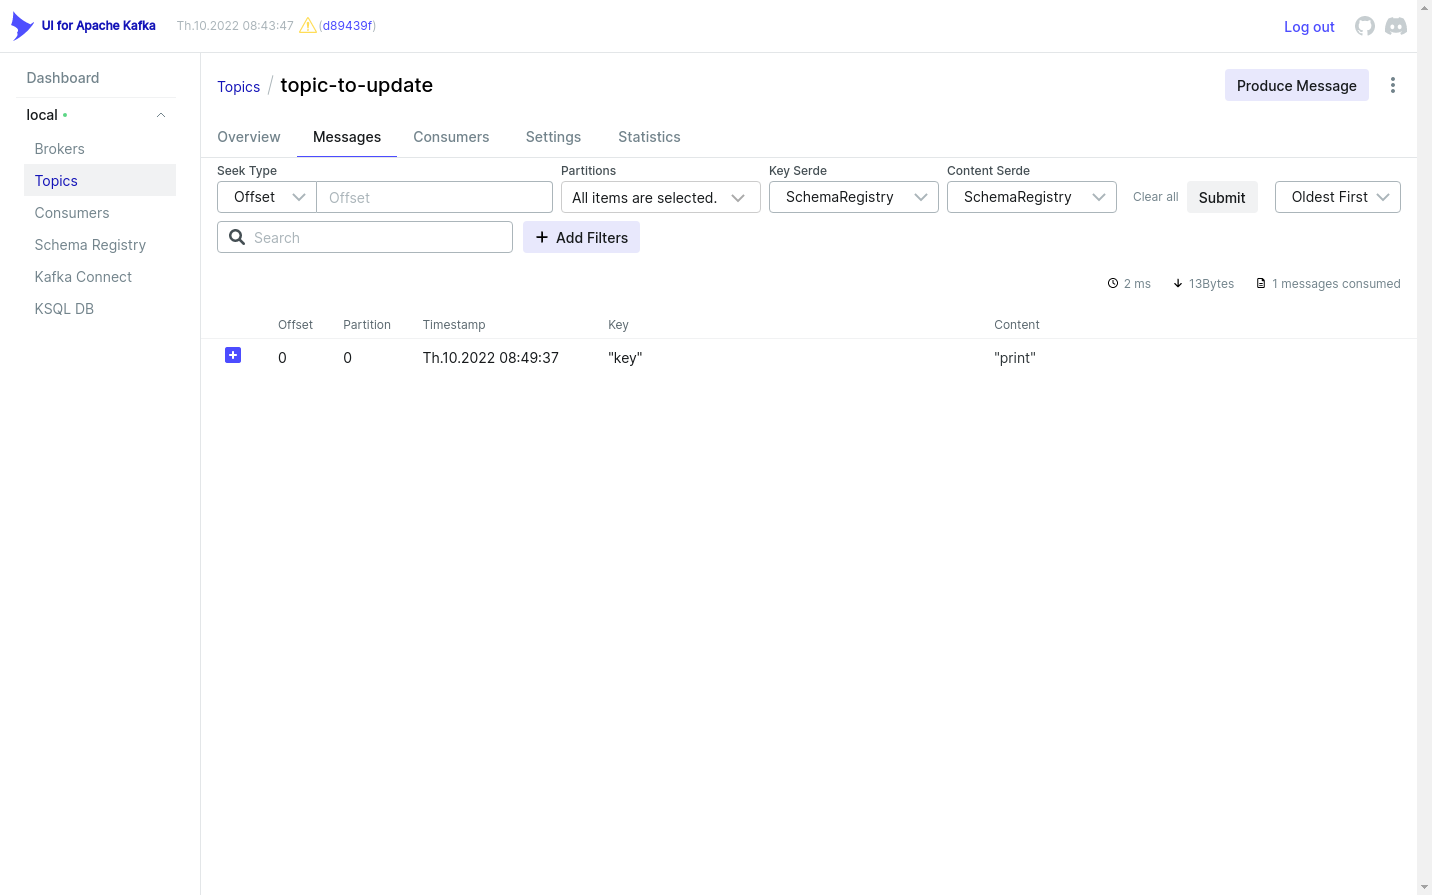 UI for Apache Kafka Th.10.2022 08:43:47 (d89439f) Log out
Dashboard
local
Brokers
Topics
Consumers
Schema Registry
Kafka Connect
KSQL DB
Topics / topic-to-update Produce Message
Overview Messages Consumers Settings Statistics
Seek Type Partitions Key Serde Content Serde
Offset Offset All items are selected. SchemaRegistry SchemaRegistry Clear all Submit Oldest First
Search Add Filters
2 ms 13Bytes 1 messages consumed
Offset Partition Timestamp Key Content
0 0 Th.10.2022 08:49:37 "key" "print"